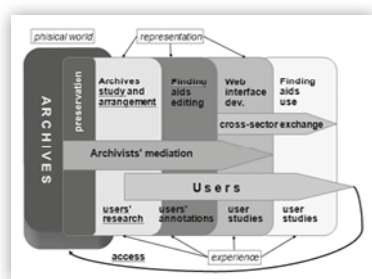 phisical world
representation
ARCHIVES
preservation
Archives
study and
arrangement
Finding
aids
editing
Web
interface
dev.
Finding
aids
use
cross-sector exchange
Archivists' mediation
Users
users'
research
users'
annotations
user
studies
user
studies
access
experience